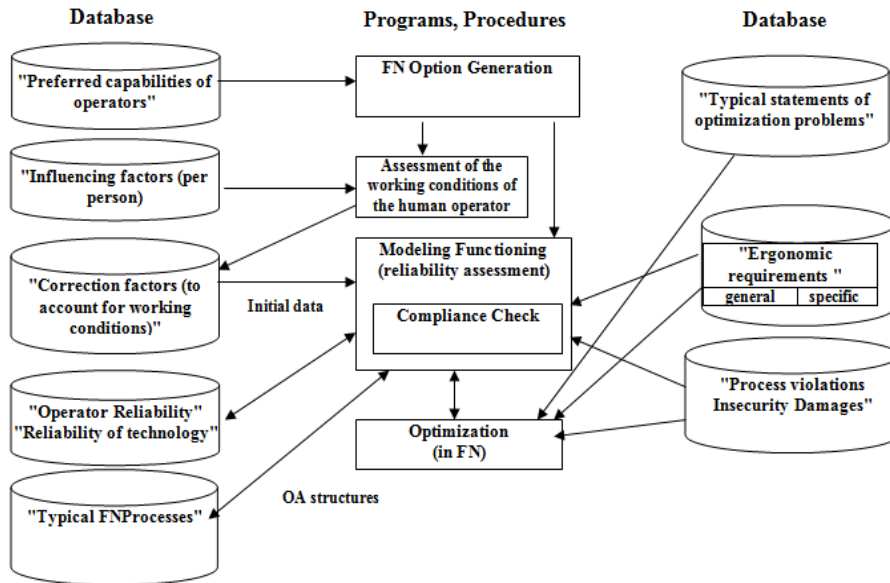 Database
Programs, Procedures
Database
"Preferred capabilities of
operators"
"Influencing factors (per
person)
"Correction factors (to
account for working
conditions)"
"Operator Reliability"
"Reliability of technology"
"Typical FNProcesses"
FN Option Generation
Assessment of the
working conditions of
the human operator
Modeling Functioning
(reliability assessment)
Compliance Check
Initial data
Optimization
(in FN)
OA structures
"Typical statements of
optimization problems"
"Ergonomic
requirements "
general specific
"Process violations
Insecurity Damages"